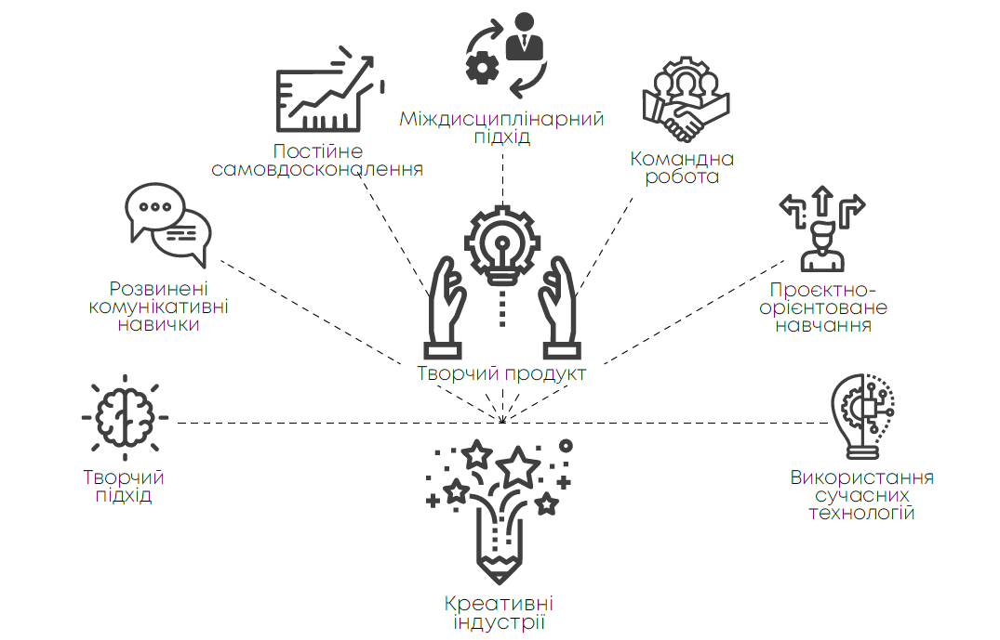 Міждисциплінарний
підхід
Постійне
самовдосконалення
Командна
робота
Розвинені
комунікативні
навички
Проєктно-
орієнтоване
навчання
Творчий продукт
Творчий
підхід
Використання
сучасних
технологій
Креативні
індустрії